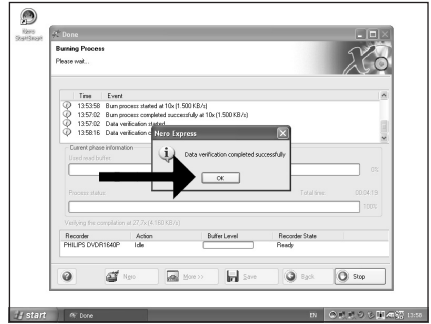 Nero
StartSmart
Done
Burning Process
Please wait...
Time Event
13:53:58 Burn process started at 10x (1.500 KB/s)
13:57:02 Burn process completed successfully at 10x (1.500 KB/s)
13:57:02 Data verification started
13:58:16 Data verification c
Nero Express
Data verification completed successfully
OK
Current phase information
Used read buffer
0%
Process status
Total time:
00:04:19
100%
Verifying the compilation at 27,7x (4.160 KB/s)
Recorder Action Buffer Level Recorder State
PHILIPS DVDR1640P Idle Ready
Nero
More >>
Save
Back
Stop
start
Done
EN
13:58